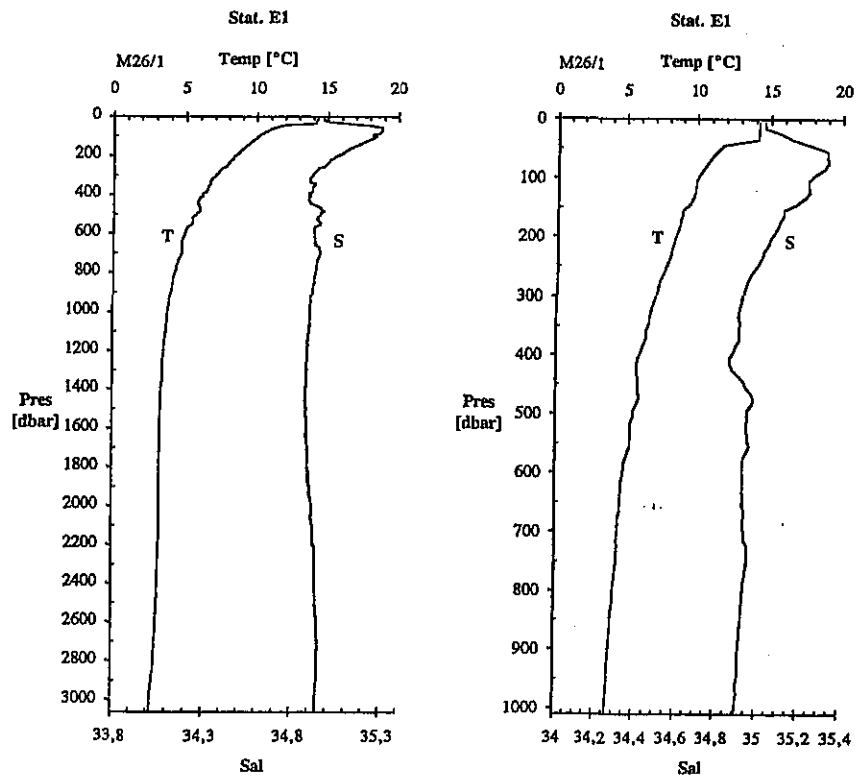 Stat. E1
M26/1 Temp [°C]
0 5 10 15 20
0
200
400
600
800
1000
1200
1400
1600
1800
2000
2200
2400
2600
2800
3000
Pres
[dbar]
T
S
33,8 34,3 34,8 35,3
Sal
Stat. E1
M26/1 Temp [°C]
0 5 10 15 20
0
100
200
300
400
500
600
700
800
900
1000
Pres
[dbar]
T
S
34 34,2 34,4 34,6 34,8 35 35,2 35,4
Sal